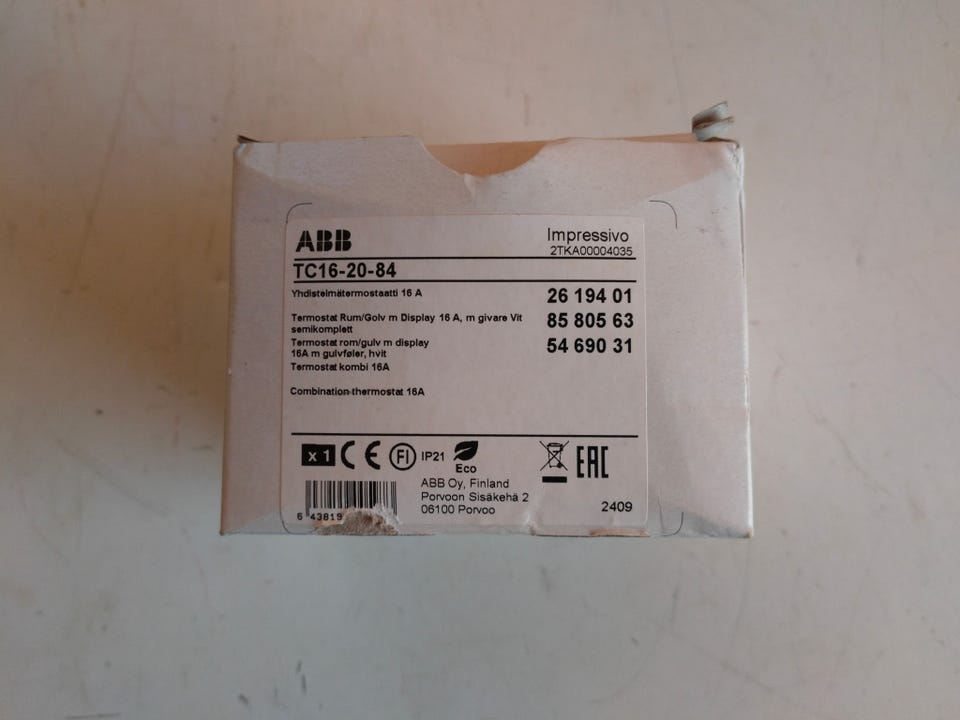 ABB
Impressivo
2TKA00004035
TC16-20-84
Yhdistelmätermostaatti 16 A 26 194 01
Termostat Rum/Golv m Display 16 A, m givare Vit 85 805 63
semikomplett
Termostat rom/gulv m display 54 690 31
16A m gulvføler, hvit
Termostat kombi 16A
Combination thermostat 16A
x 1 CE FI IP21 Eco EAC
ABB Oy, Finland
Porvoon Sisäkehä 2
06100 Porvoo
2409
6 43819